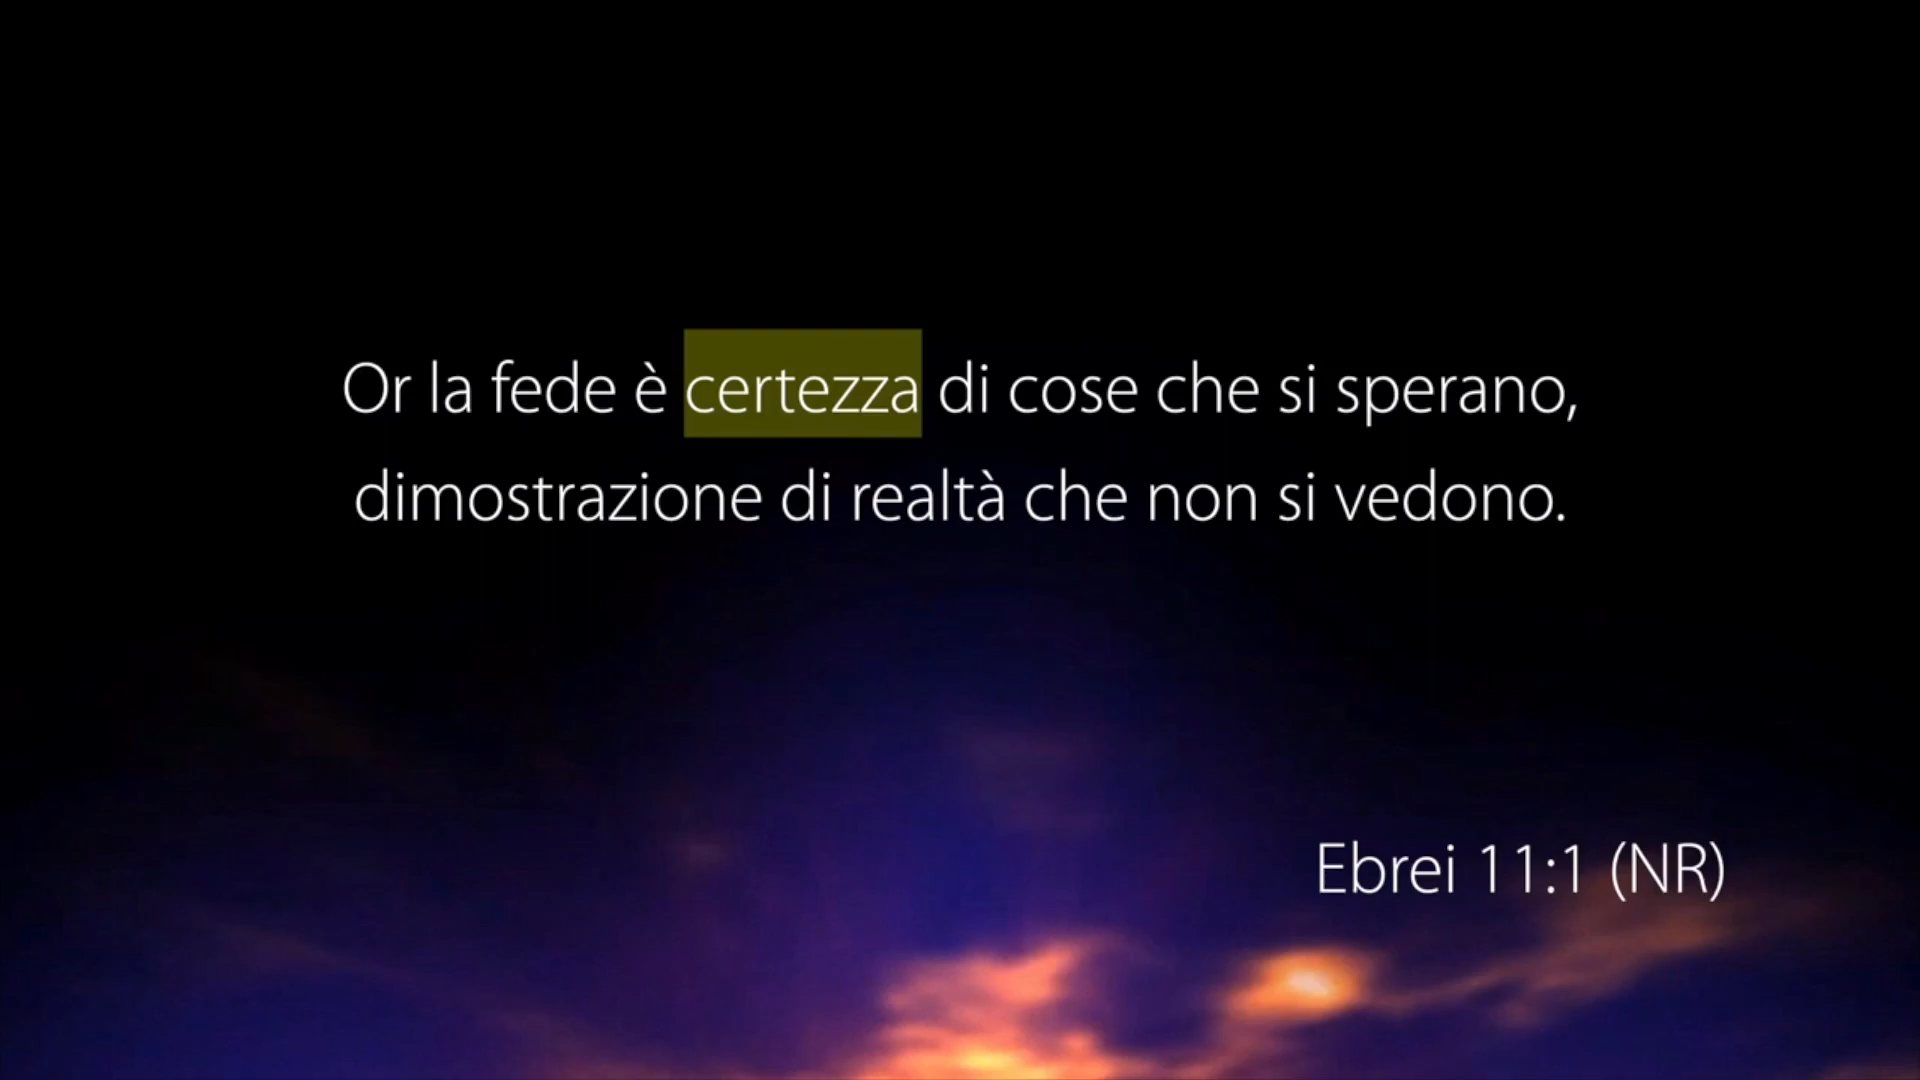 Or la fede è certezza di cose che si sperano,
dimostrazione di realtà che non si vedono.
Ebrei 11:1 (NR)